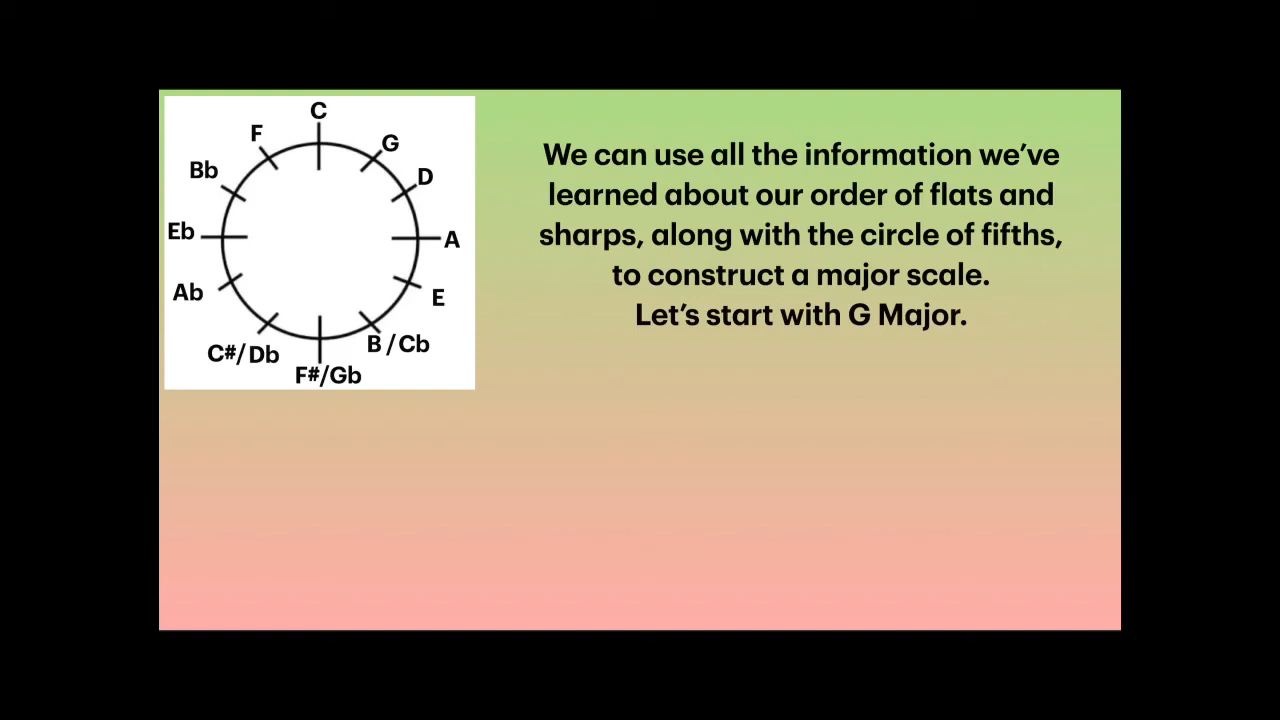 C
F
G
Bb
D
Eb
A
Ab
E
C#/Db
B/Cb
F#/Gb
We can use all the information we’ve
learned about our order of flats and
sharps, along with the circle of fifths,
to construct a major scale.
Let’s start with G Major.